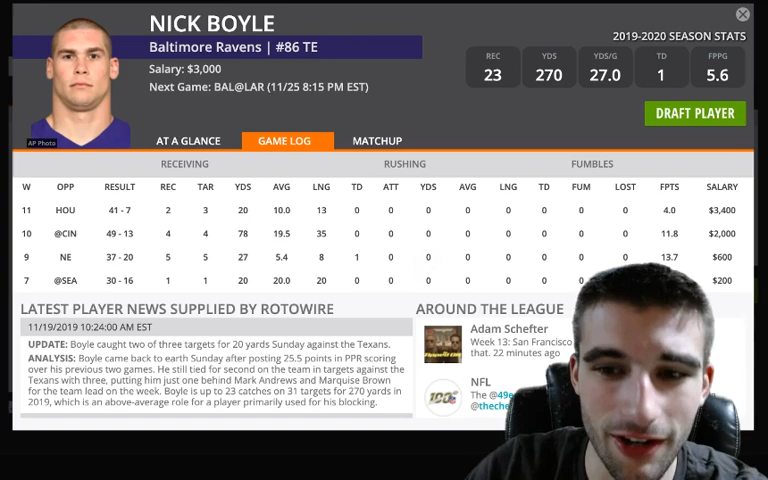 NICK BOYLE
Baltimore Ravens | #86 TE
Salary: $3,000
Next Game: BAL@LAR (11/25 8:15 PM EST)
2019-2020 SEASON STATS
REC YDS YDS/G TD FPPG
23 270 27.0 1 5.6
DRAFT PLAYER
AP Photo
AT A GLANCE GAME LOG MATCHUP
RECEIVING RUSHING FUMBLES
W OPP RESULT REC TAR YDS AVG LNG TD ATT YDS AVG LNG TD FUM LOST FPTS SALARY
11 HOU 41 - 7 2 3 20 10.0 13 0 0 0 0 0 0 0 0 4.0 $3,400
10 @CIN 49 - 13 4 4 78 19.5 35 0 0 0 0 0 0 0 0 11.8 $2,000
9 NE 37 - 20 5 5 27 5.4 8 1 0 0 0 0 0 0 0 13.7 $600
7 @SEA 30 - 16 1 1 20 20.0 20 0 0 0 0 0 0 $200
LATEST PLAYER NEWS SUPPLIED BY ROTOWIRE
11/19/2019 10:24:00 AM EST
UPDATE: Boyle caught two of three targets for 20 yards Sunday against the Texans.
ANALYSIS: Boyle came back to earth Sunday after posting 25.5 points in PPR scoring
over his previous two games. He still tied for second on the team in targets against the
Texans with three, putting him just one behind Mark Andrews and Marquise Brown
for the team lead on the week. Boyle is up to 23 catches on 31 targets for 270 yards in
2019, which is an above-average role for a player primarily used for his blocking.
AROUND THE LEAGUE
Adam Schefter
Week 13: San Francisco
that. 22 minutes ago
NFL
The @49e
@theche
100